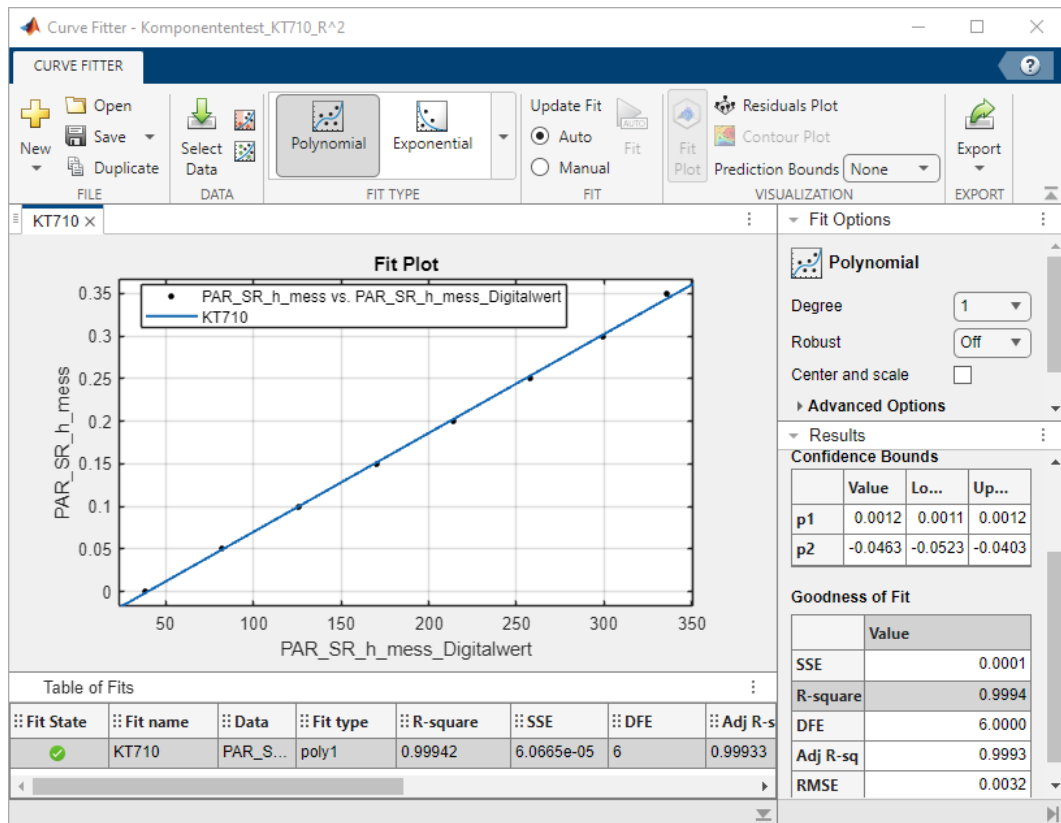 Curve Fitter - Komponententest_KT710_R^2
CURVE FITTER
?
New
Open
Save
Duplicate
FILE
Select Data
DATA
Polynomial
Exponential
FIT TYPE
Update Fit
Auto
Manual
AUTO
Fit
FIT
Fit Plot
Residuals Plot
Contour Plot
Prediction Bounds None
VISUALIZATION
Export
EXPORT
KT710
Fit Plot
PAR_SR_h_mess vs. PAR_SR_h_mess_Digitalwert
KT710
PAR_SR_h_mess
0.35
0.3
0.25
0.2
0.15
0.1
0.05
0
50 100 150 200 250 300 350
PAR_SR_h_mess_Digitalwert
Table of Fits
Fit State Fit name Data Fit type R-square SSE DFE Adj R-s
KT710 PAR_S... poly1 0.99942 6.0665e-05 6 0.99933
Fit Options
Polynomial
Degree 1
Robust Off
Center and scale
Advanced Options
Results
Confidence Bounds
Value Lo... Up...
p1 0.0012 0.0011 0.0012
p2 -0.0463 -0.0523 -0.0403
Goodness of Fit
Value
SSE 0.0001
R-square 0.9994
DFE 6.0000
Adj R-sq 0.9993
RMSE 0.0032